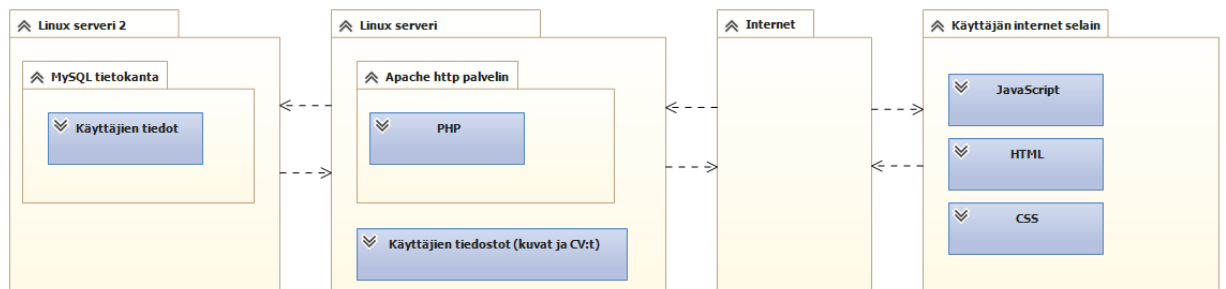 Linux serveri 2
MySQL tietokanta
Käyttäjien tiedot
Linux serveri
Apache http palvelin
PHP
Käyttäjien tiedostot (kuvat ja CV:t)
Internet
Käyttäjän internet selain
JavaScript
HTML
CSS